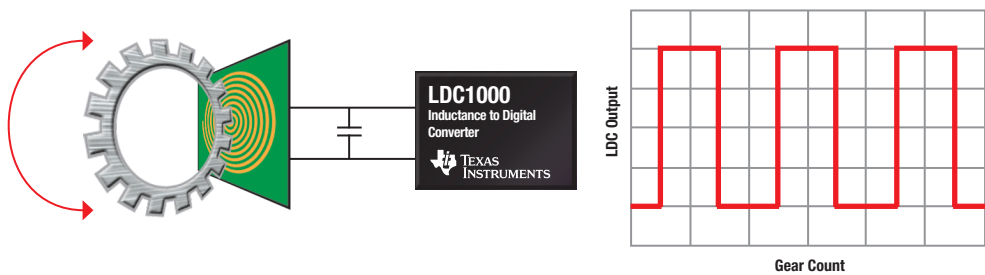 LDC1000
Inductance to Digital
Converter
TEXAS
INSTRUMENTS
LDC Output
Gear Count